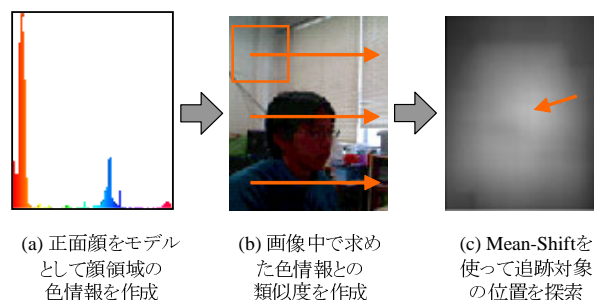 (a) 正面顔をモデル
として顔領域の
色情報を作成
(b) 画像中で求め
た色情報との
類似度を作成
(c) Mean-Shiftを
使って追跡対象
の位置を探索